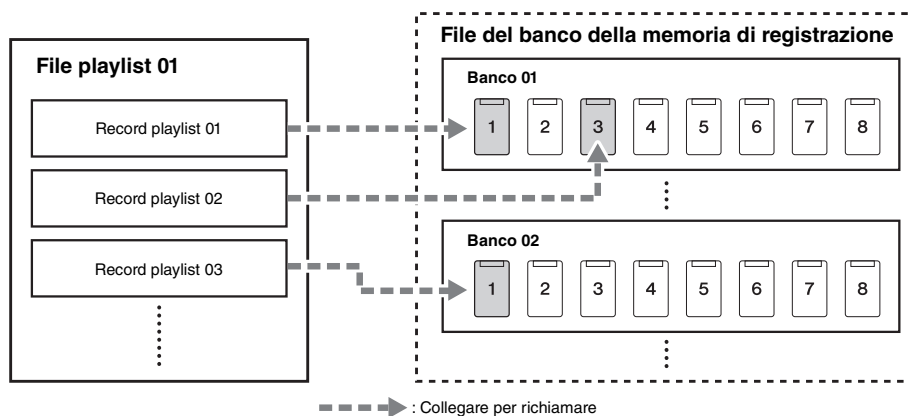 File playlist 01
Record playlist 01
Record playlist 02
Record playlist 03
File del banco della memoria di registrazione
Banco 01
1 2 3 4 5 6 7 8
Banco 02
1 2 3 4 5 6 7 8
: Collegare per richiamare